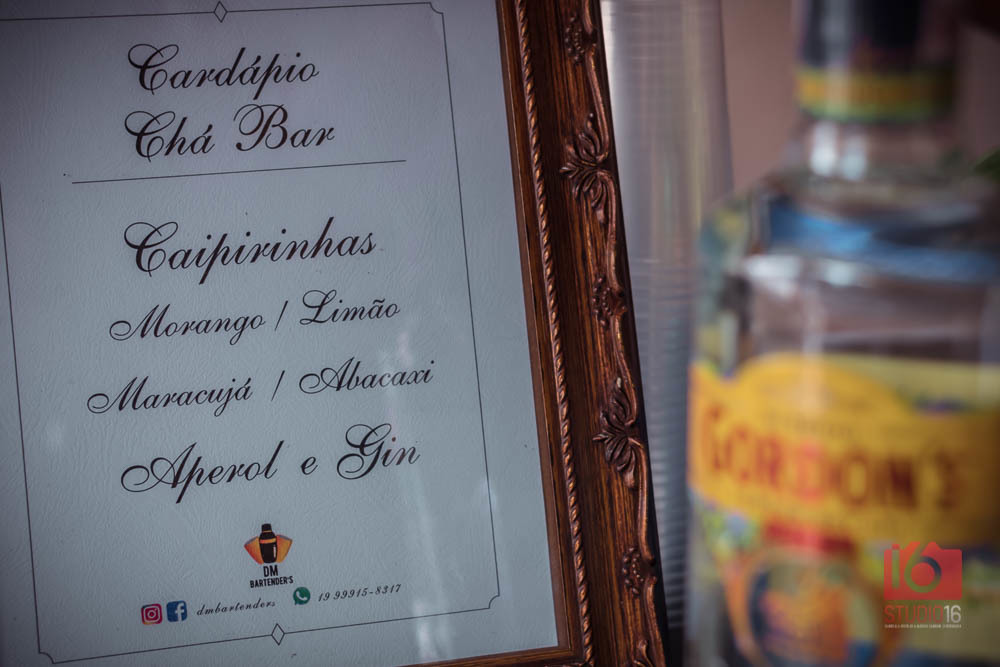 Cardápio
Chá Bar
Caipirinhas
Morango / Limão
Maracujá / Abacaxi
Aperol e Gin
DM
BARTENDER'S
dmbartenders 19 99915-8317
GORDON'S
STUDIO16